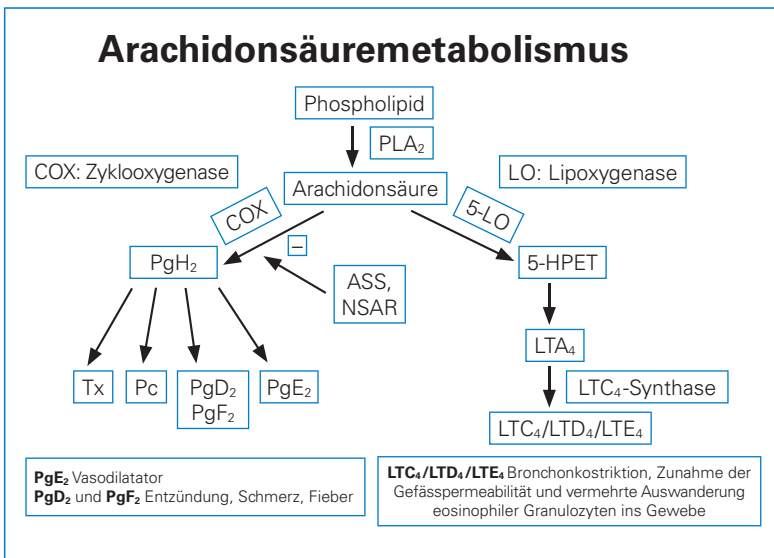 Arachidonsäuremetabolismus
Phospholipid
PLA₂
COX: Zyklooxygenase
LO: Lipoxygenase
Arachidonsäure
COX
5-LO
–
PgH₂
5-HPET
ASS,
NSAR
LTA₄
Tx
Pc
PgD₂
PgF₂
PgE₂
LTC₄-Synthase
LTC₄/LTD₄/LTE₄
PgE₂ Vasodilatator
PgD₂ und PgF₂ Entzündung, Schmerz, Fieber
LTC₄/LTD₄/LTE₄ Bronchonkostriktion, Zunahme der
Gefässpermeabilität und vermehrte Auswanderung
eosinophiler Granulozyten ins Gewebe